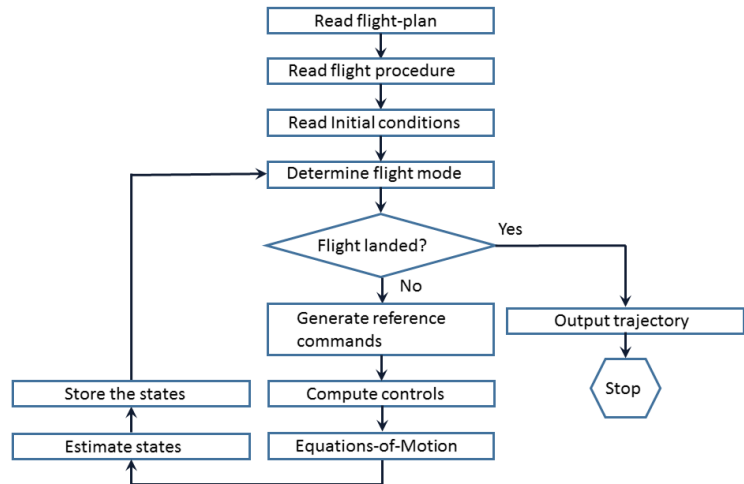 Read flight-plan
Read flight procedure
Read Initial conditions
Determine flight mode
Flight landed?
Yes
No
Generate reference
commands
Output trajectory
Stop
Compute controls
Equations-of-Motion
Store the states
Estimate states